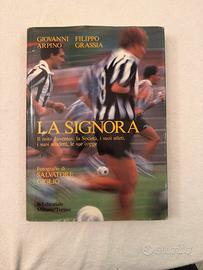 GIOVANNI FILIPPO
ARPINO GRASSIA
LA SIGNORA
Il mito Juventus: la Società, i suoi atleti,
i suoi scudetti, le sue coppe
Fotografie di
SALVATORE
GIGLIO